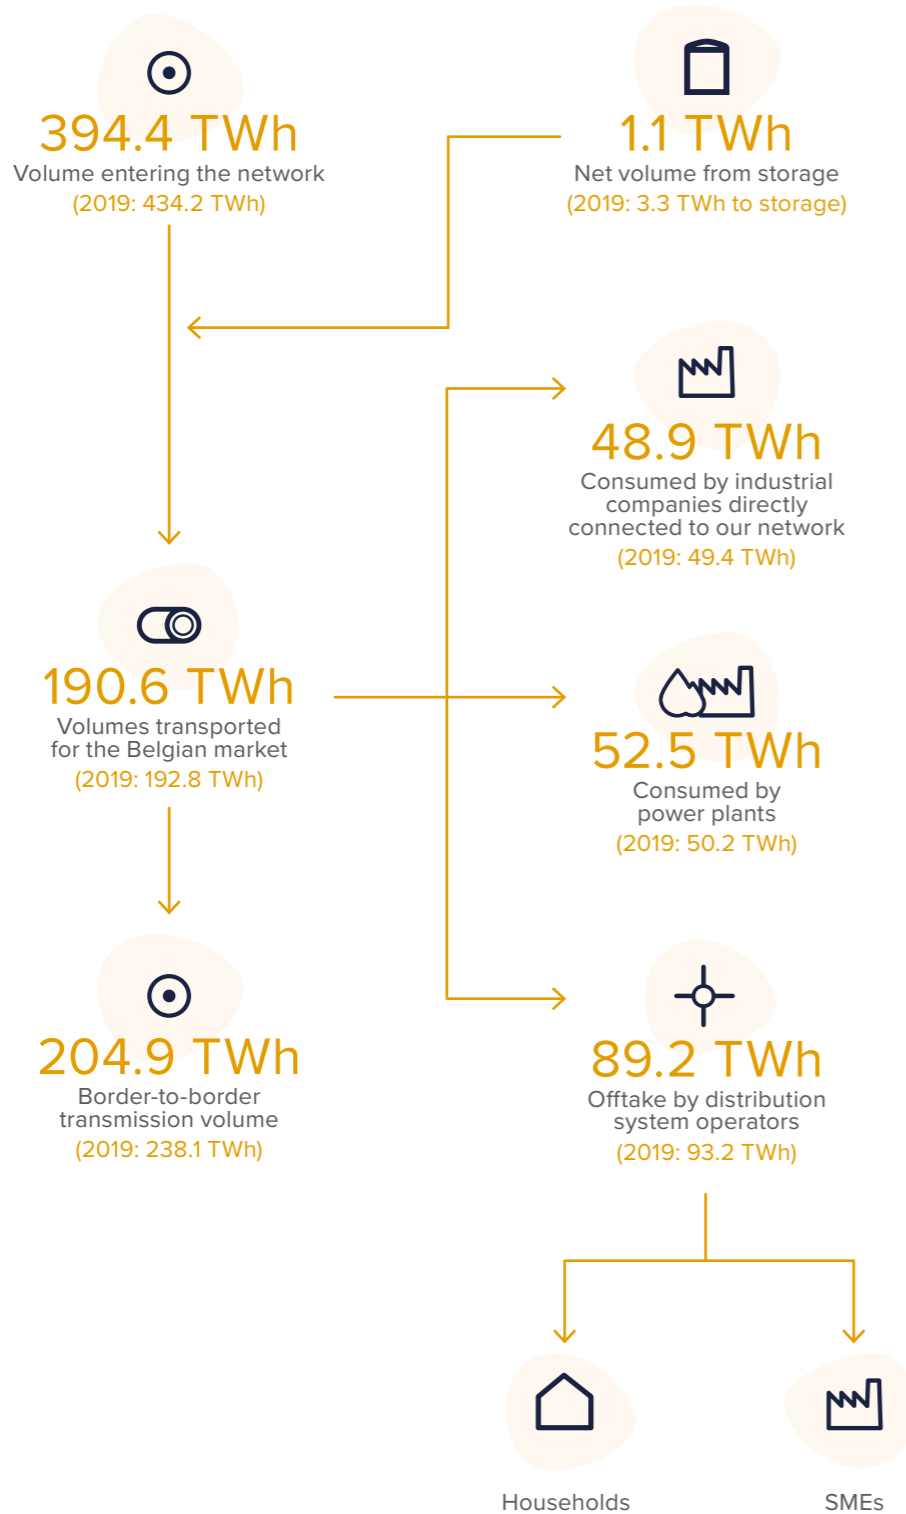 394.4 TWh
Volume entering the network
(2019: 434.2 TWh)
1.1 TWh
Net volume from storage
(2019: 3.3 TWh to storage)
48.9 TWh
Consumed by industrial
companies directly
connected to our network
(2019: 49.4 TWh)
190.6 TWh
Volumes transported
for the Belgian market
(2019: 192.8 TWh)
52.5 TWh
Consumed by
power plants
(2019: 50.2 TWh)
204.9 TWh
Border-to-border
transmission volume
(2019: 238.1 TWh)
89.2 TWh
Offtake by distribution
system operators
(2019: 93.2 TWh)
Households
SMEs